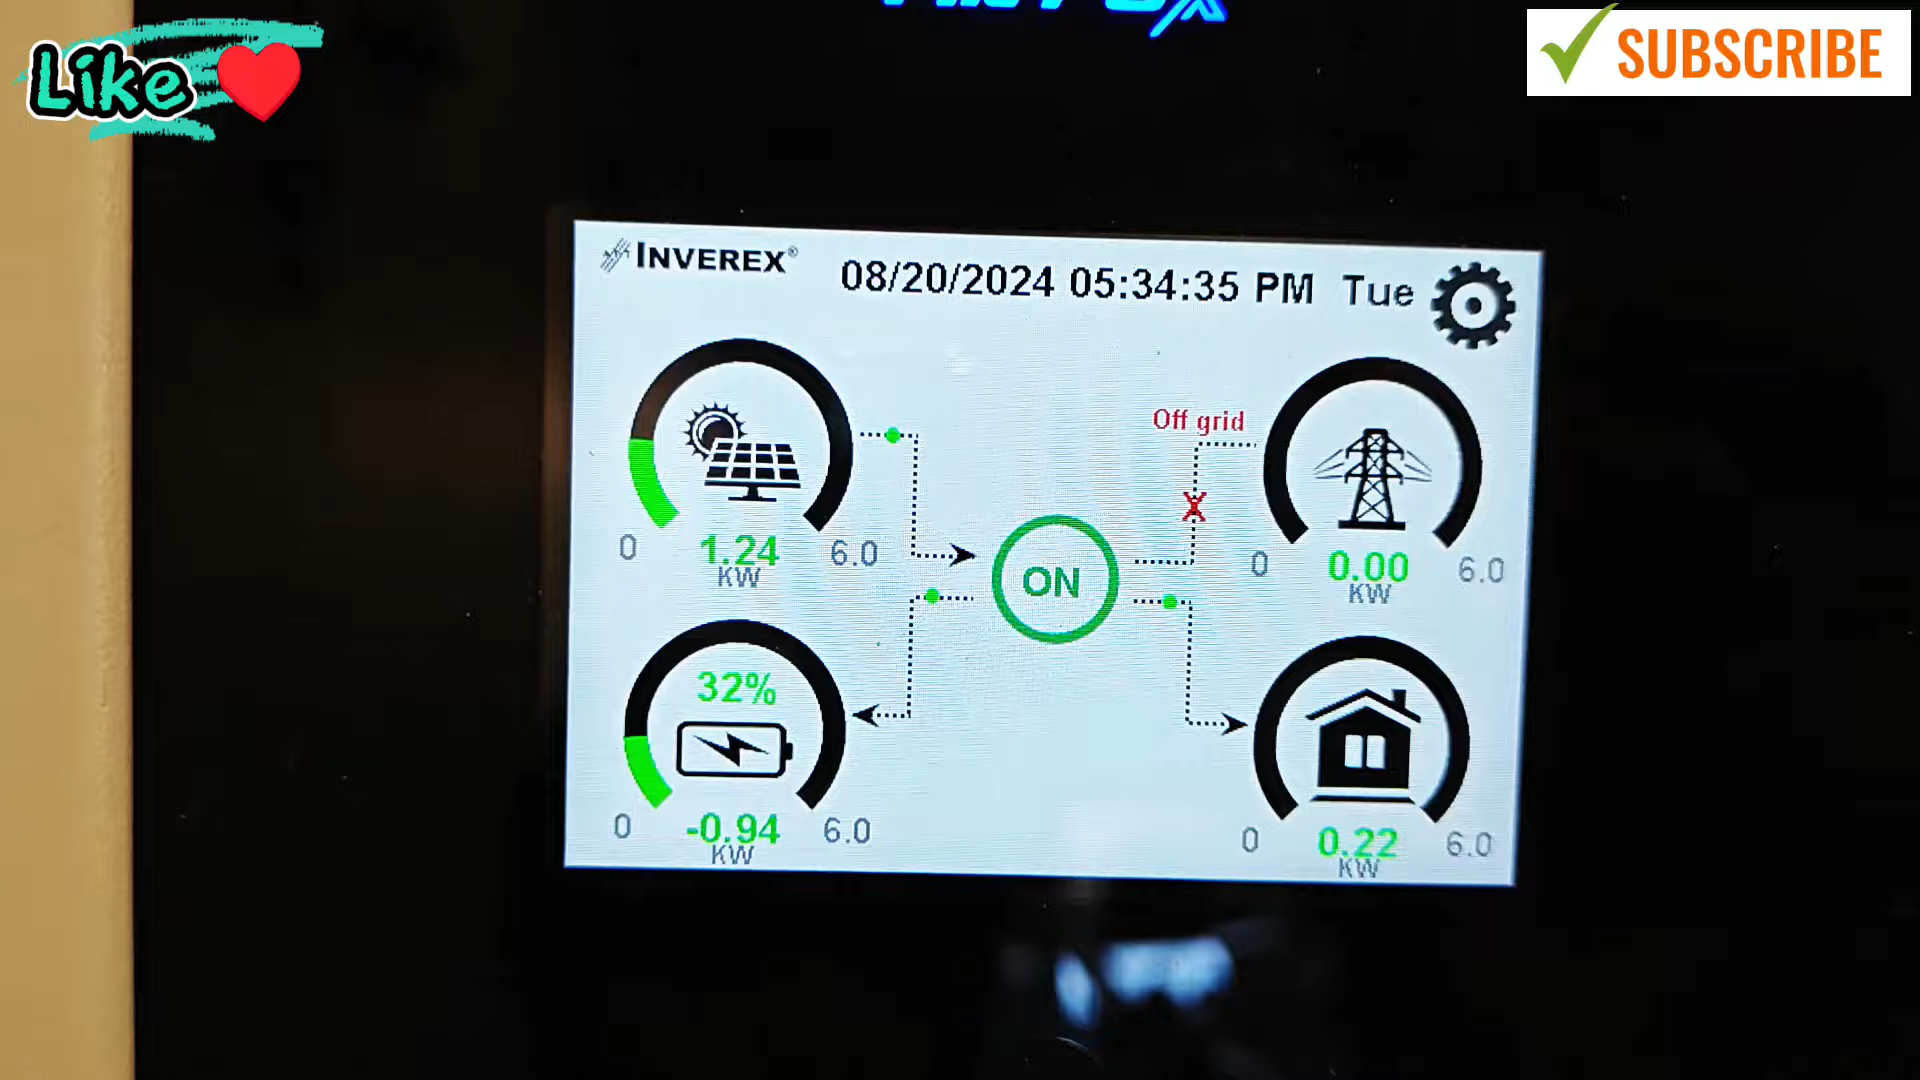 Like
SUBSCRIBE
INVEREX®
08/20/2024 05:34:35 PM Tue
Off grid
0 1.24 6.0
KW
0 0.00 6.0
KW
ON
32%
0 -0.94 6.0
KW
0 0.22 6.0
KW